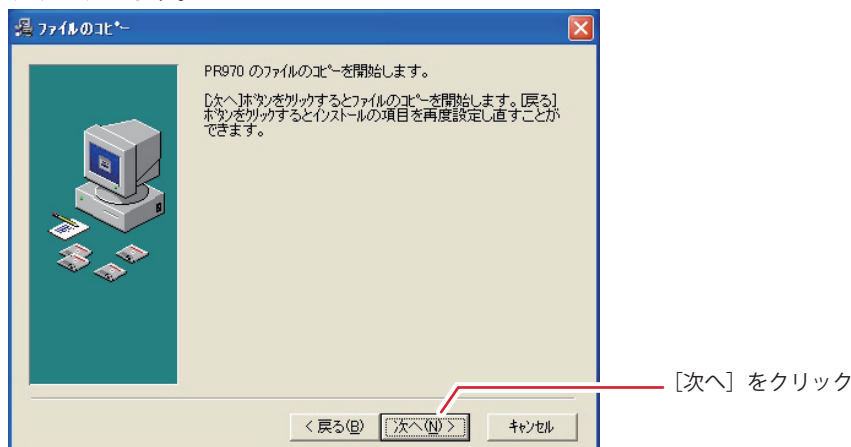 ファイルのコピー
PR970 のファイルのコピーを開始します。
[次へ]ボタンをクリックするとファイルのコピーを開始します。[戻る]
ボタンをクリックするとインストールの項目を再度設定し直すことが
できます。
[次へ] をクリック
< 戻る(B)
次へ(N) >
キャンセル